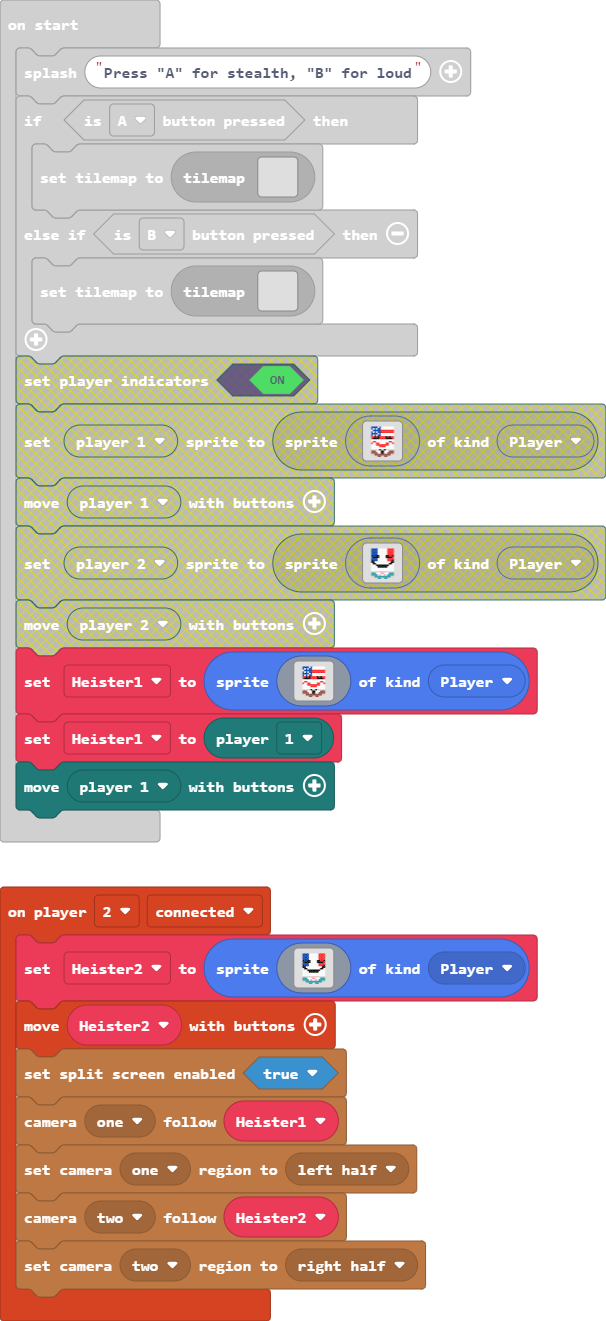 on start
splash "Press "A" for stealth, "B" for loud"
if is A button pressed then
set tilemap to tilemap
else if is B button pressed then
set tilemap to tilemap
set player indicators ON
set player 1 sprite to sprite of kind Player
move player 1 with buttons
set player 2 sprite to sprite of kind Player
move player 2 with buttons
set Heister1 to sprite of kind Player
set Heister1 to player 1
move player 1 with buttons
on player 2 connected
set Heister2 to sprite of kind Player
move Heister2 with buttons
set split screen enabled true
camera one follow Heister1
set camera one region to left half
camera two follow Heister2
set camera two region to right half